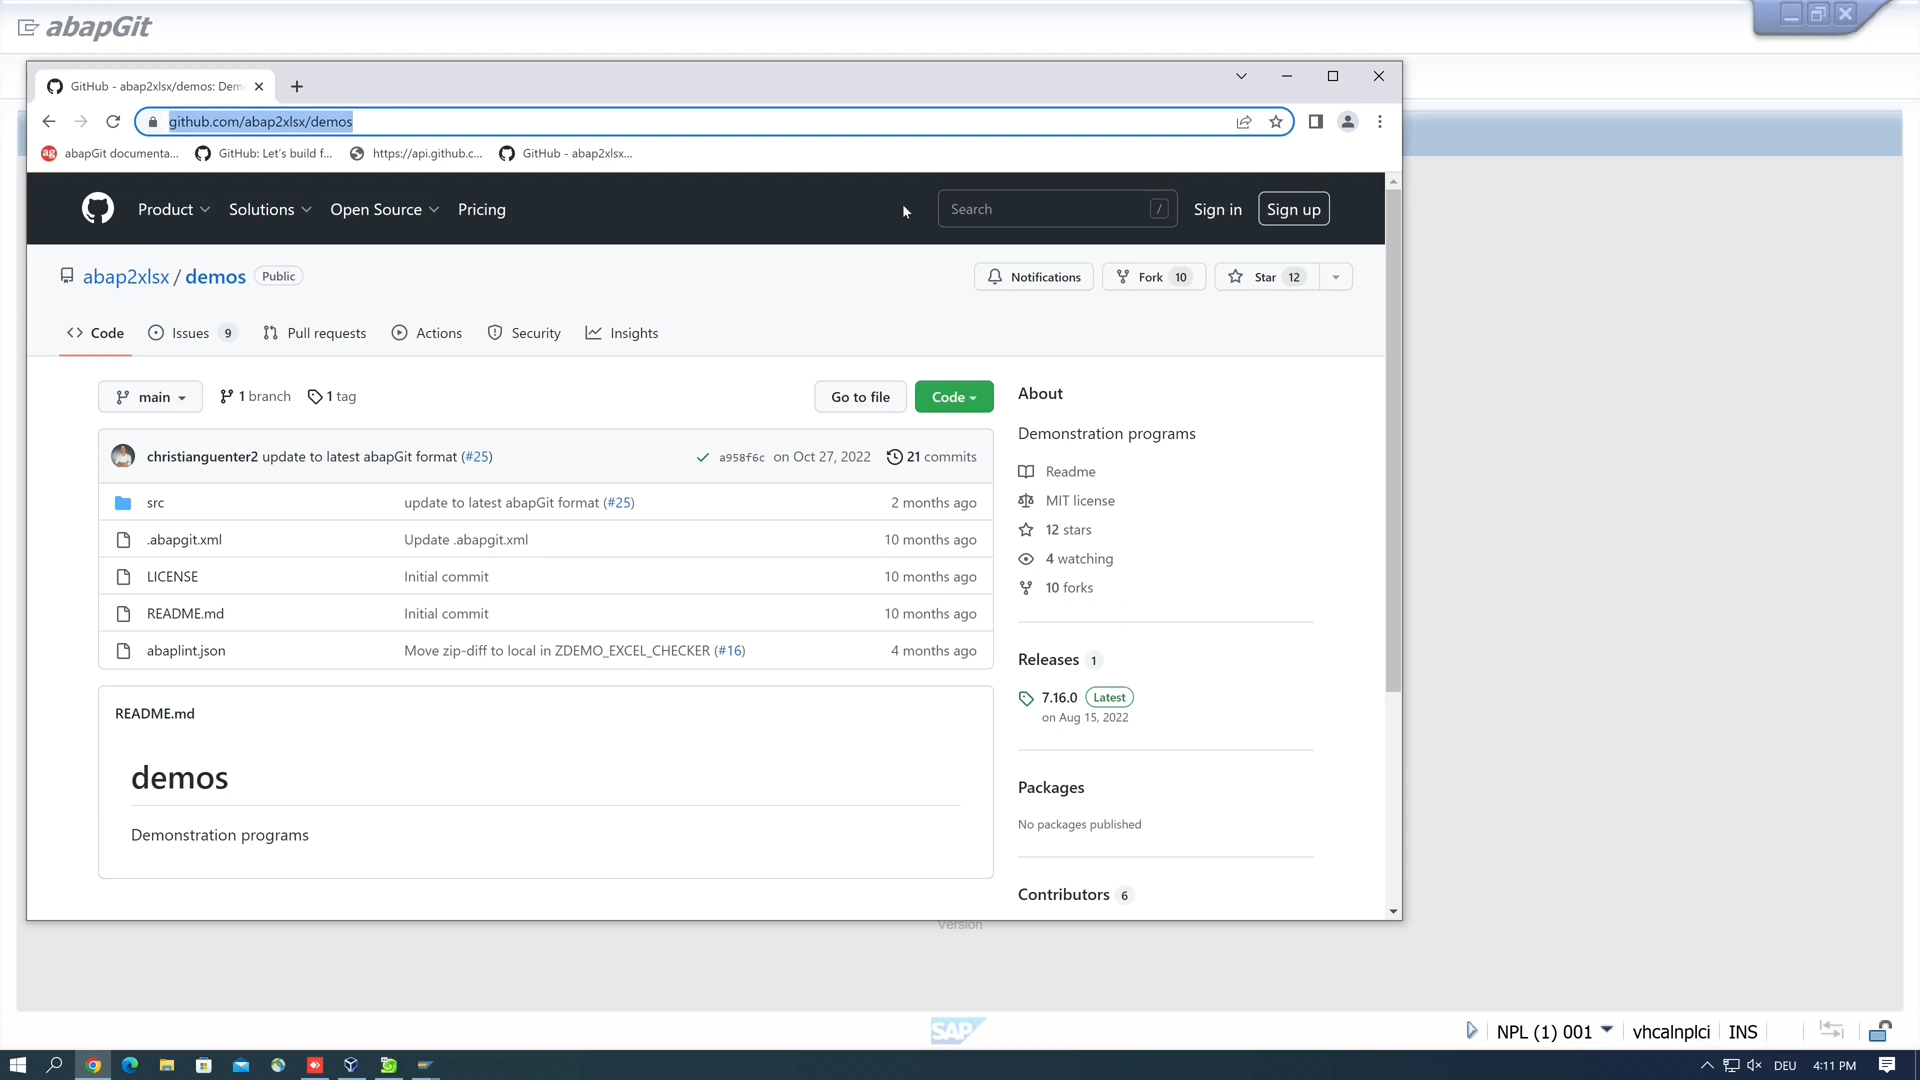 abapGit
GitHub - abap2xlsx/demos: Dem
github.com/abap2xlsx/demos
abapGit documenta...
GitHub: Let's build f...
https://api.github.c...
GitHub - abap2xlsx...
Product
Solutions
Open Source
Pricing
Search
/
Sign in
Sign up
abap2xlsx / demos
Public
Notifications
Fork 10
Star 12
Code
Issues 9
Pull requests
Actions
Security
Insights
main
1 branch
1 tag
Go to file
Code
christianguenter2 update to latest abapGit format (#25)
a958f6c on Oct 27, 2022
21 commits
src
update to latest abapGit format (#25)
2 months ago
.abapgit.xml
Update .abapgit.xml
10 months ago
LICENSE
Initial commit
10 months ago
README.md
Initial commit
10 months ago
abaplint.json
Move zip-diff to local in ZDEMO_EXCEL_CHECKER (#16)
4 months ago
README.md
demos
Demonstration programs
About
Demonstration programs
Readme
MIT license
12 stars
4 watching
10 forks
Releases 1
7.16.0 Latest
on Aug 15, 2022
Packages
No packages published
Contributors 6
Version
SAP
NPL (1) 001
vhcalnplci
INS
DEU
4:11 PM